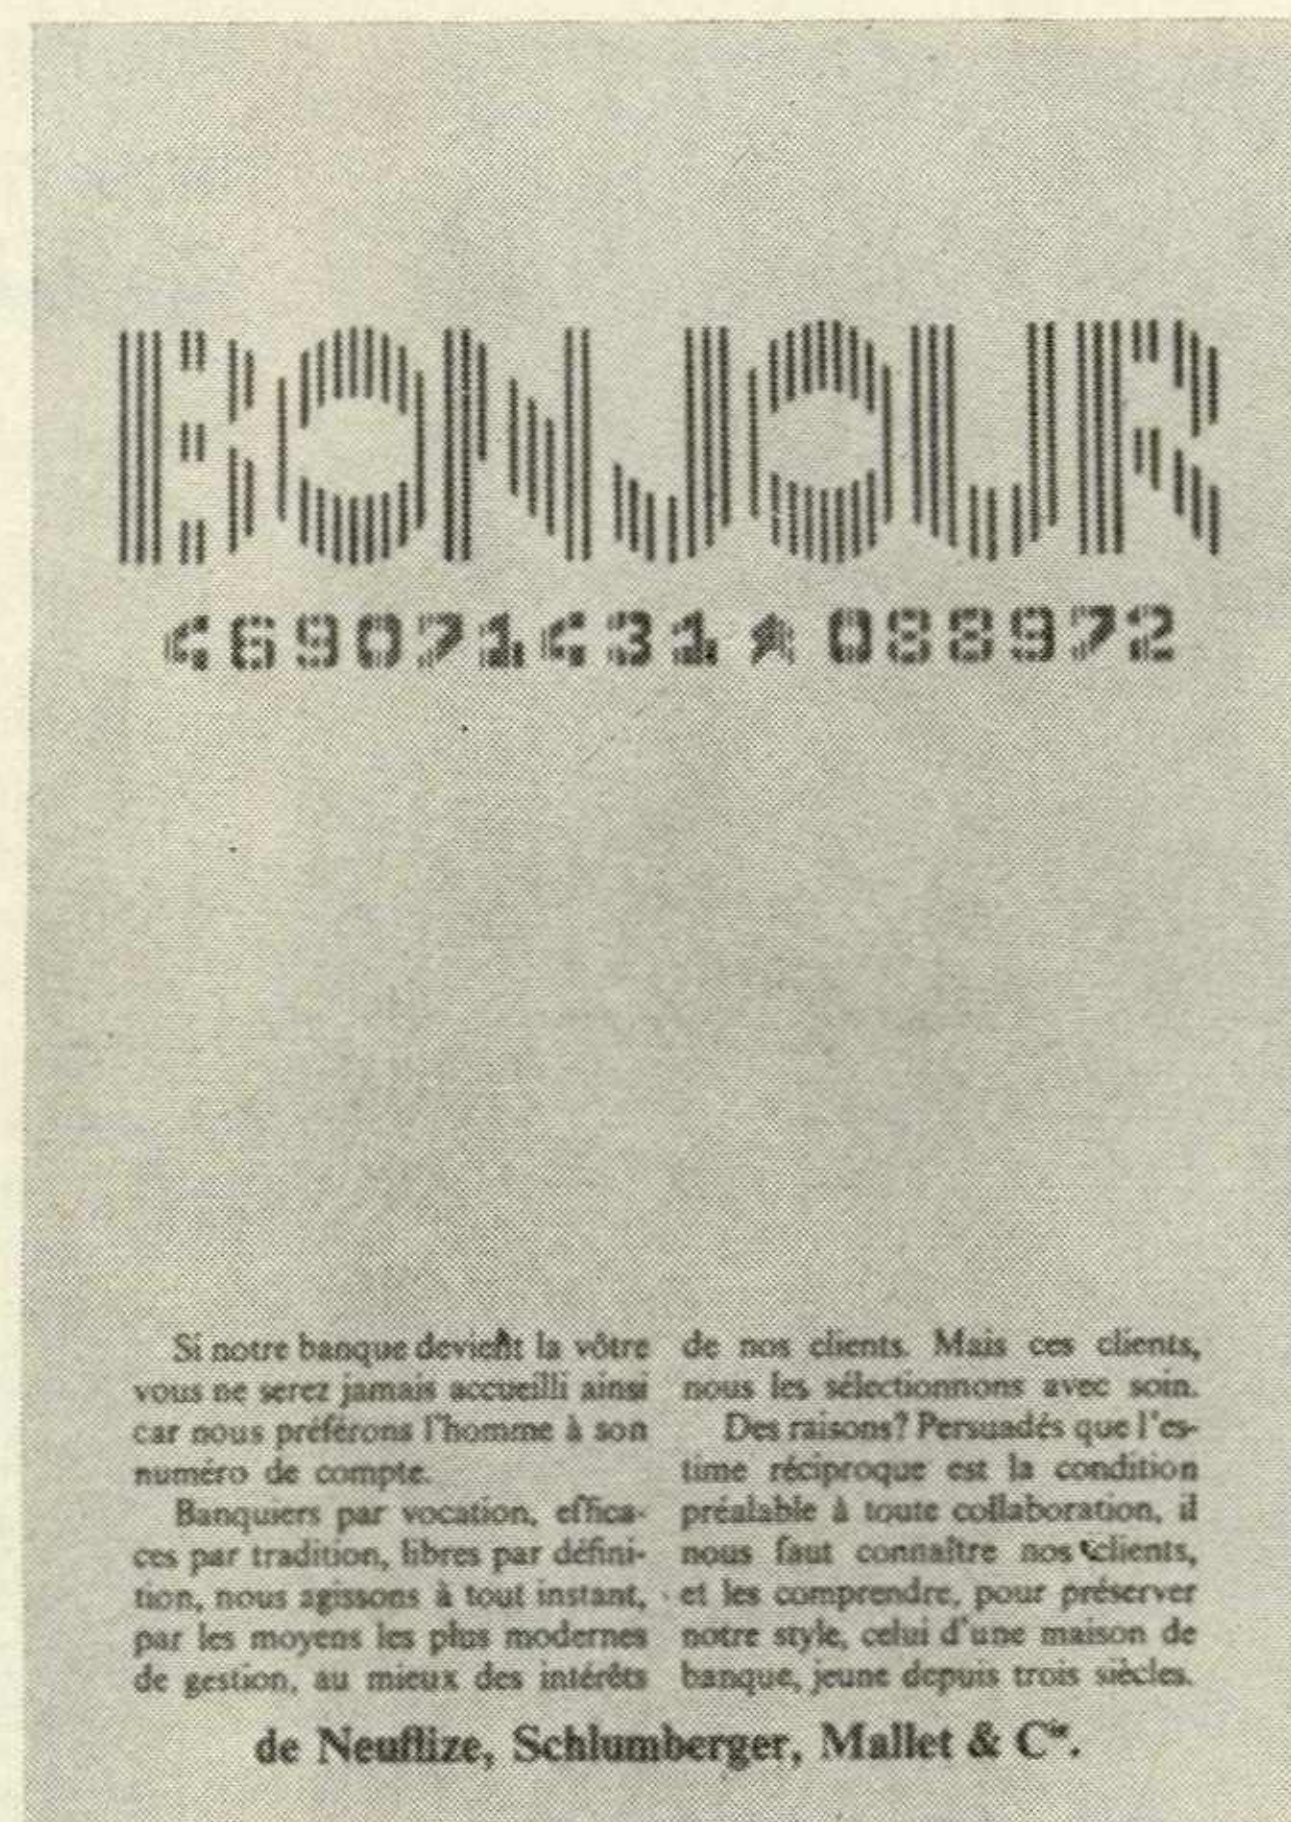 BONJOUR
469071431*088972
Si notre banque devient la vôtre
vous ne serez jamais accueilli ainsi
car nous préférons l'homme à son
numéro de compte.
Banquiers par vocation, effica-
ces par tradition, libres par défini-
tion, nous agissons à tout instant,
par les moyens les plus modernes
de gestion, au mieux des intérêts
de nos clients. Mais ces clients,
nous les sélectionnons avec soin.
Des raisons? Persuadés que l'es-
time réciproque est la condition
préalable à toute collaboration, il
nous faut connaître nos clients,
et les comprendre, pour préserver
notre style, celui d'une maison de
banque, jeune depuis trois siècles.
de Neuflize, Schlumberger, Mallet & Cie.